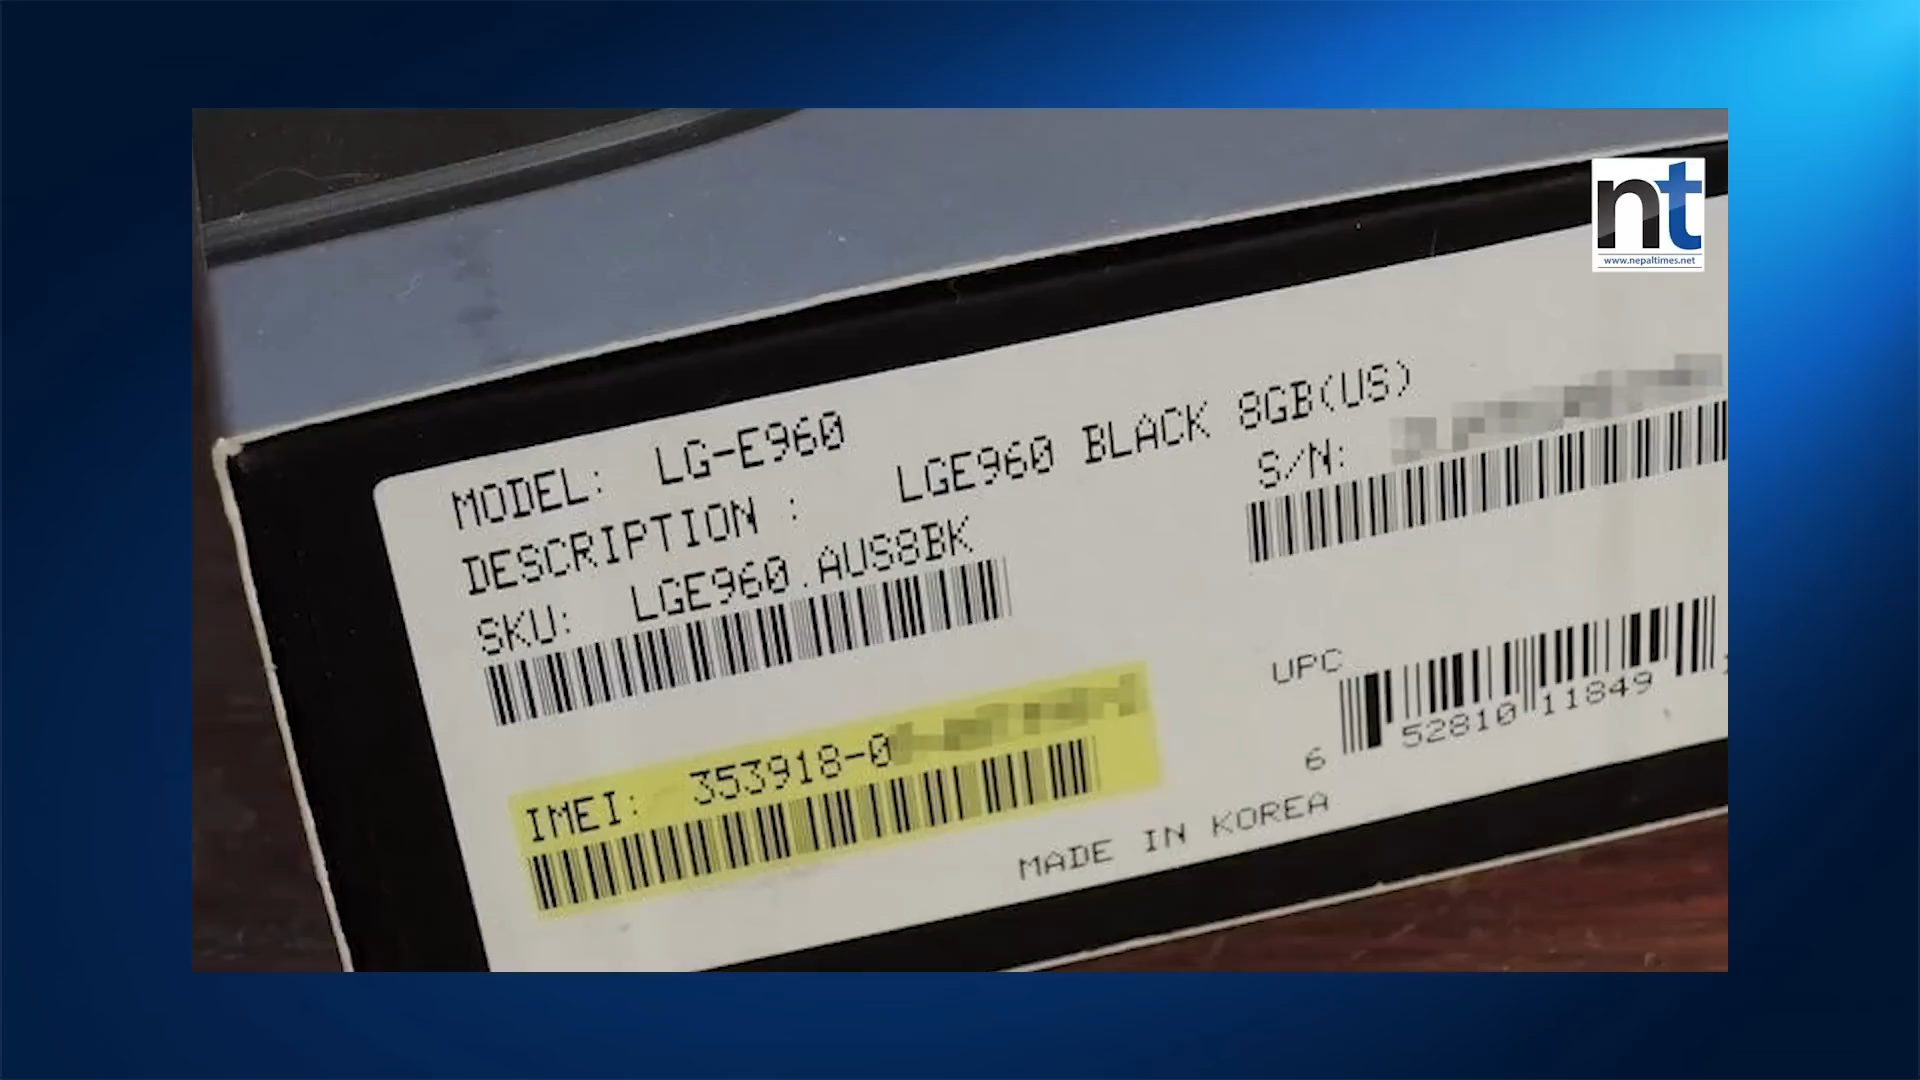 nt
www.nepaltimes.net
MODEL: LG-E960
DESCRIPTION : LGE960 BLACK 8GB(US)
SKU: LGE960.AUS8BK
S/N:
IMEI: 353918-0
UPC
6 52810 11849
MADE IN KOREA